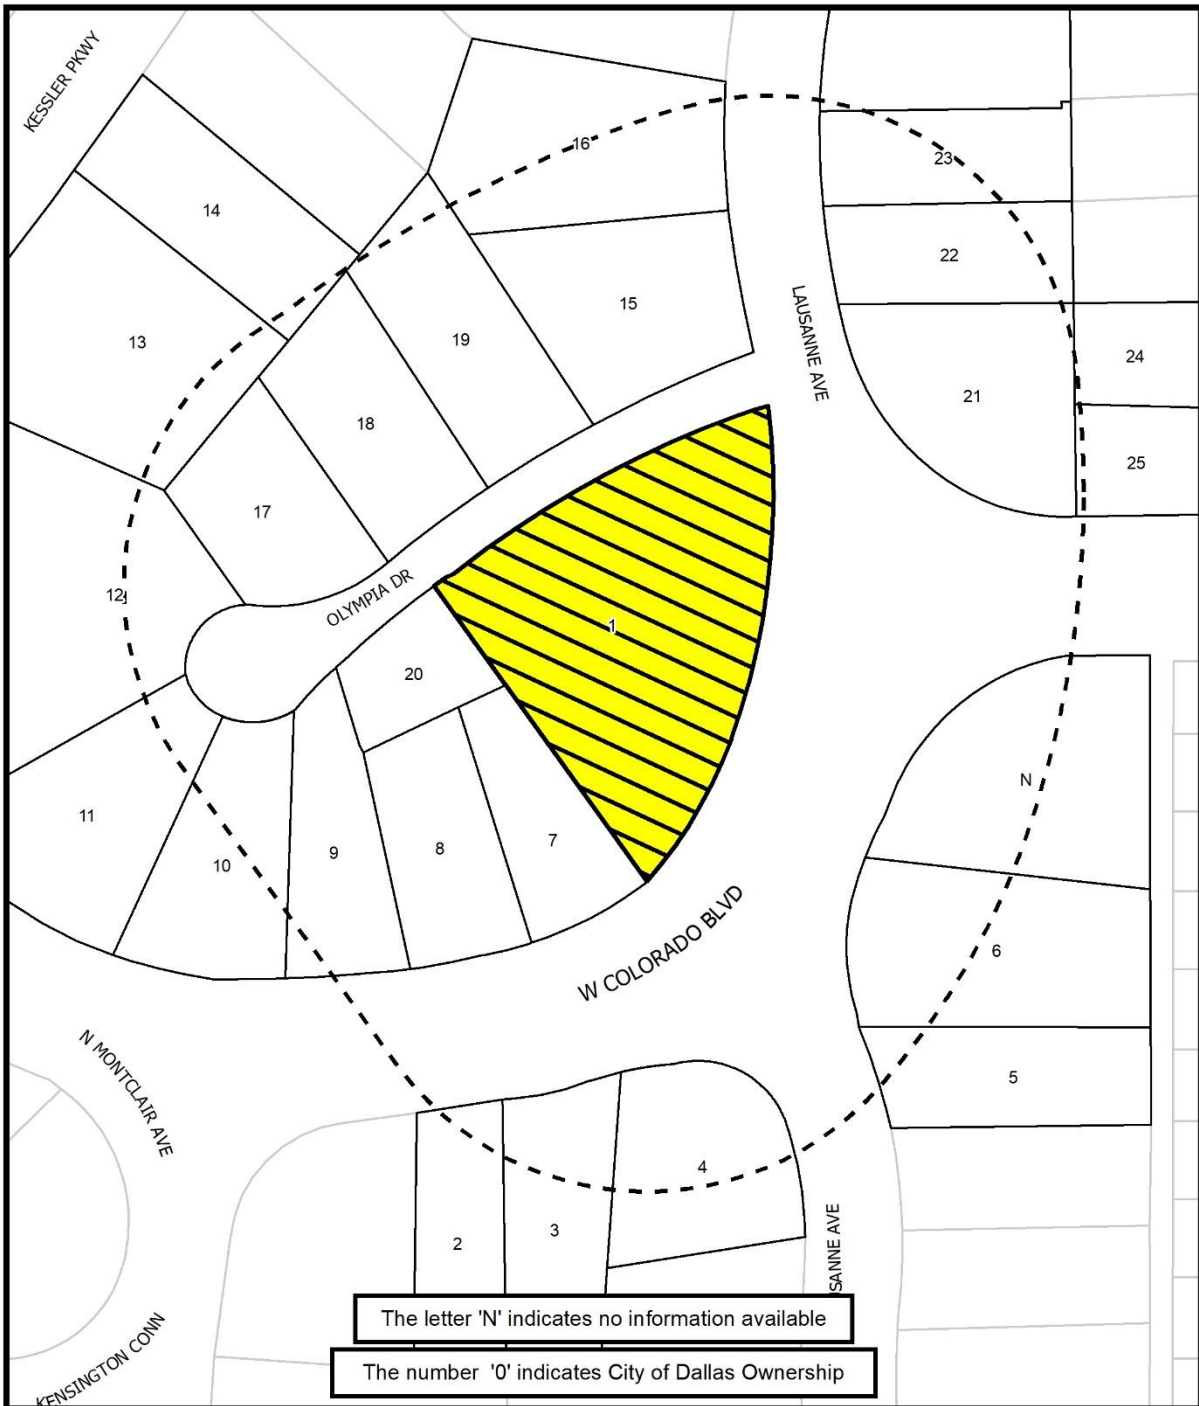 KESSLER PKWY
16
23
14
22
15
LAUSANNE AVE
13
19
24
21
18
25
17
OLYMPIA DR
12
1
20
N
11
10
9
8
7
W COLORADO BLVD
6
N MONTCLAIR AVE
5
4
3
2
USANNE AVE
The letter 'N' indicates no information available
The number '0' indicates City of Dallas Ownership
KENSINGTON CONN